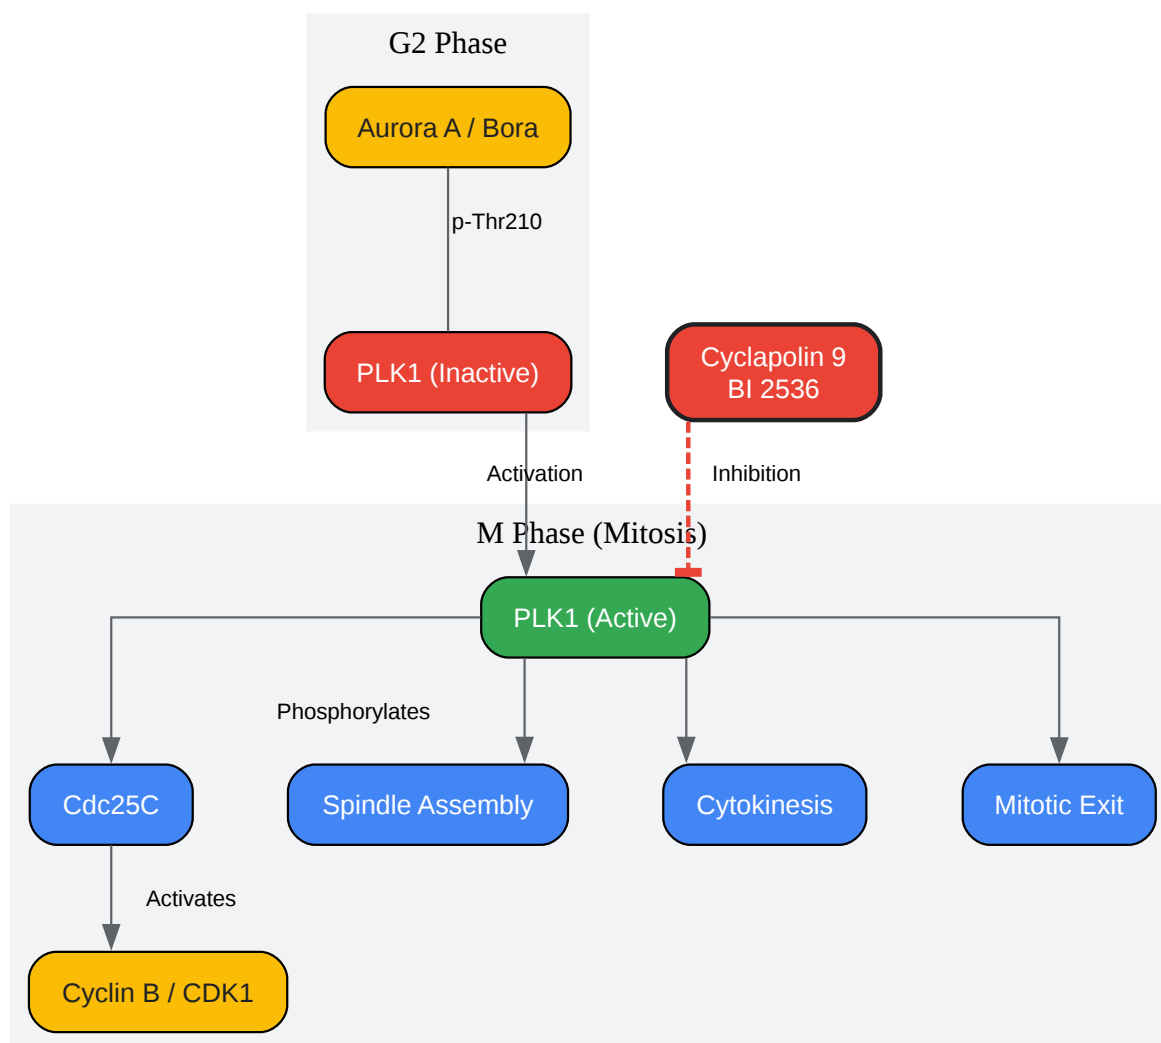 G2 Phase
Aurora A / Bora
p-Thr210
PLK1 (Inactive)
Cyclapolin 9
BI 2536
Activation
Inhibition
M Phase (Mitosis)
PLK1 (Active)
Phosphorylates
Cdc25C
Spindle Assembly
Cytokinesis
Mitotic Exit
Activates
Cyclin B / CDK1